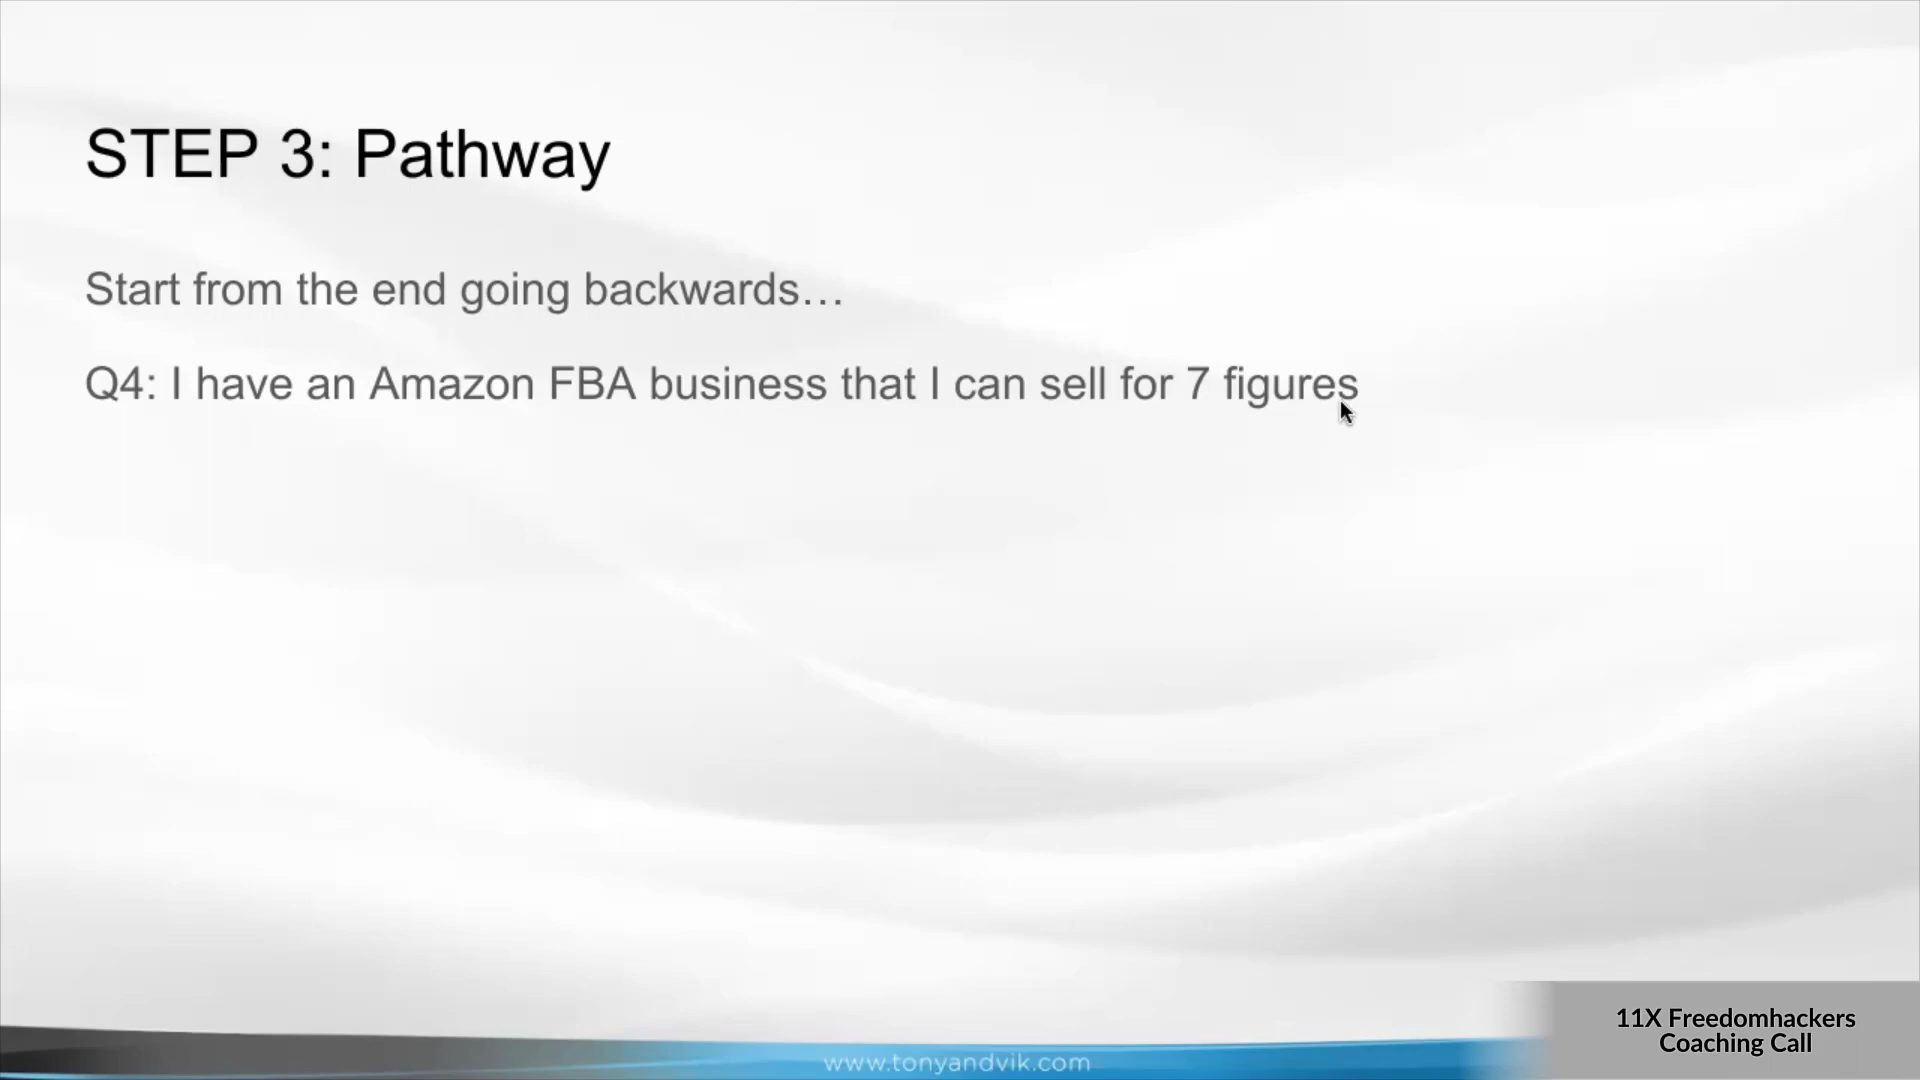 STEP 3: Pathway
Start from the end going backwards…
Q4: I have an Amazon FBA business that I can sell for 7 figures
11X Freedomhackers
Coaching Call
www.tonyandvik.com